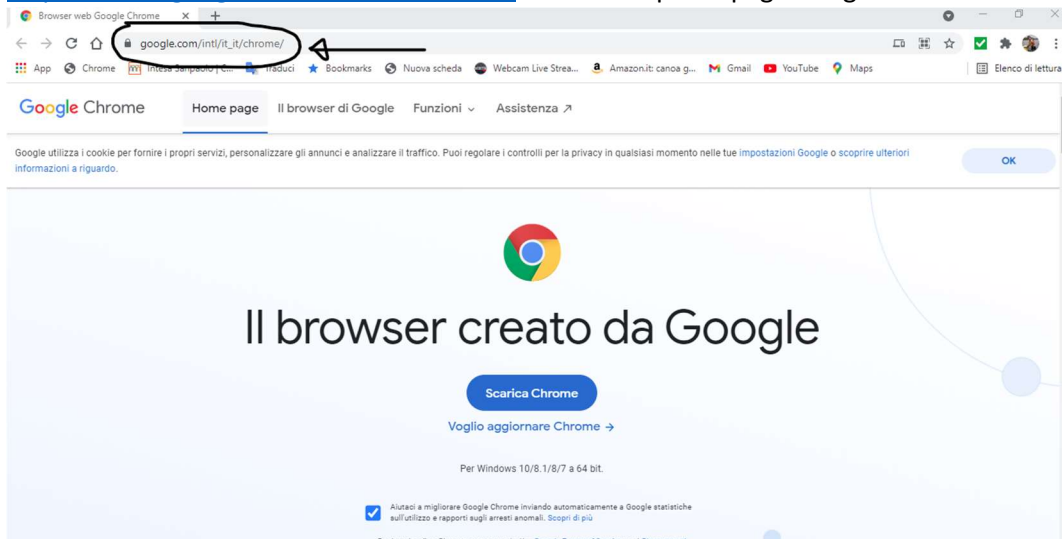 Browser web Google Chrome
google.com/intl/it_it/chrome/
App Chrome Intesa Sanpaolo | C... Traduci Bookmarks Nuova scheda Webcam Live Strea... Amazon.it: canoa g... Gmail YouTube Maps Elenco di lettura
Google Chrome Home page Il browser di Google Funzioni Assistenza
Google utilizza i cookie per fornire i propri servizi, personalizzare gli annunci e analizzare il traffico. Puoi regolare i controlli per la privacy in qualsiasi momento nelle tue impostazioni Google o scoprire ulteriori
informazioni a riguardo.
OK
Il browser creato da Google
Scarica Chrome
Voglio aggiornare Chrome →
Per Windows 10/8.1/8/7 a 64 bit.
Aiutaci a migliorare Google Chrome inviando automaticamente a Google statistiche
sull'utilizzo e rapporti sugli arresti anomali. Scopri di più